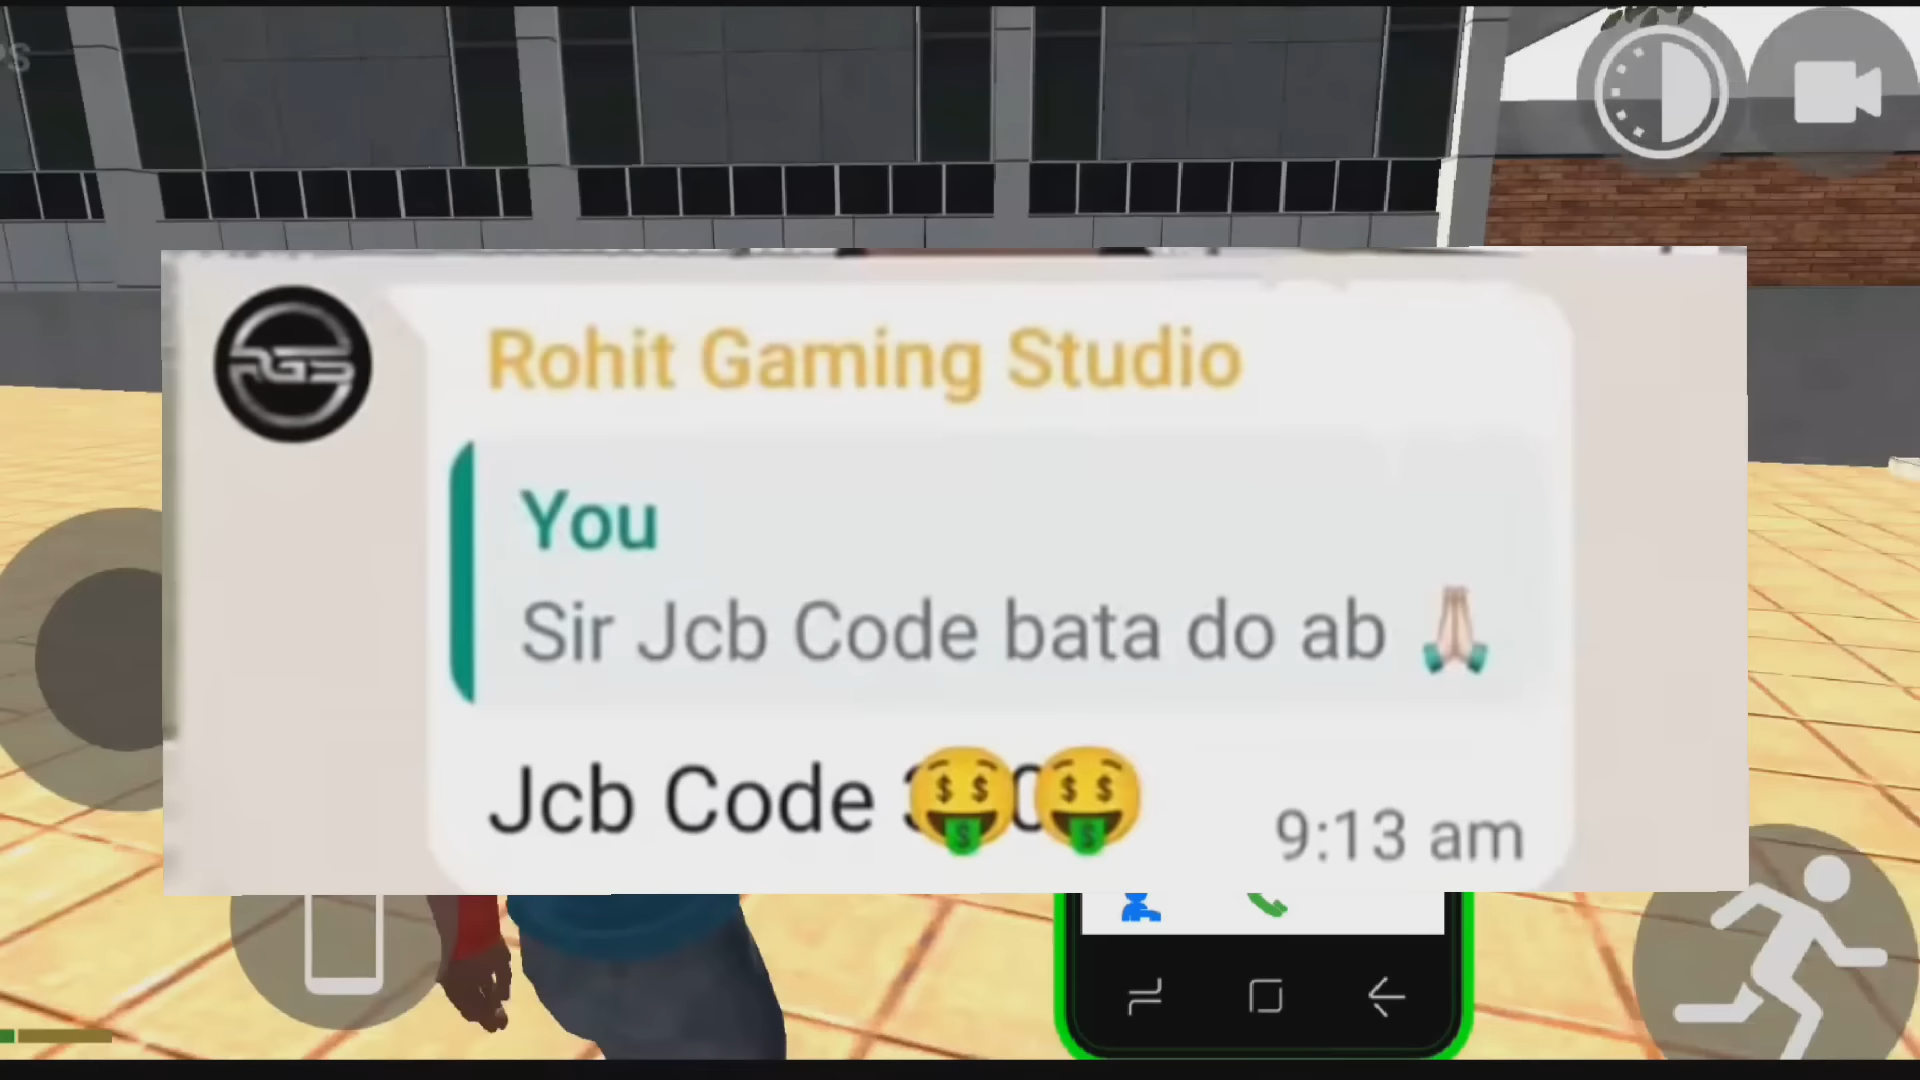 Rohit Gaming Studio
You
Sir Jcb Code bata do ab 🙏🏻
Jcb Code
9:13 am